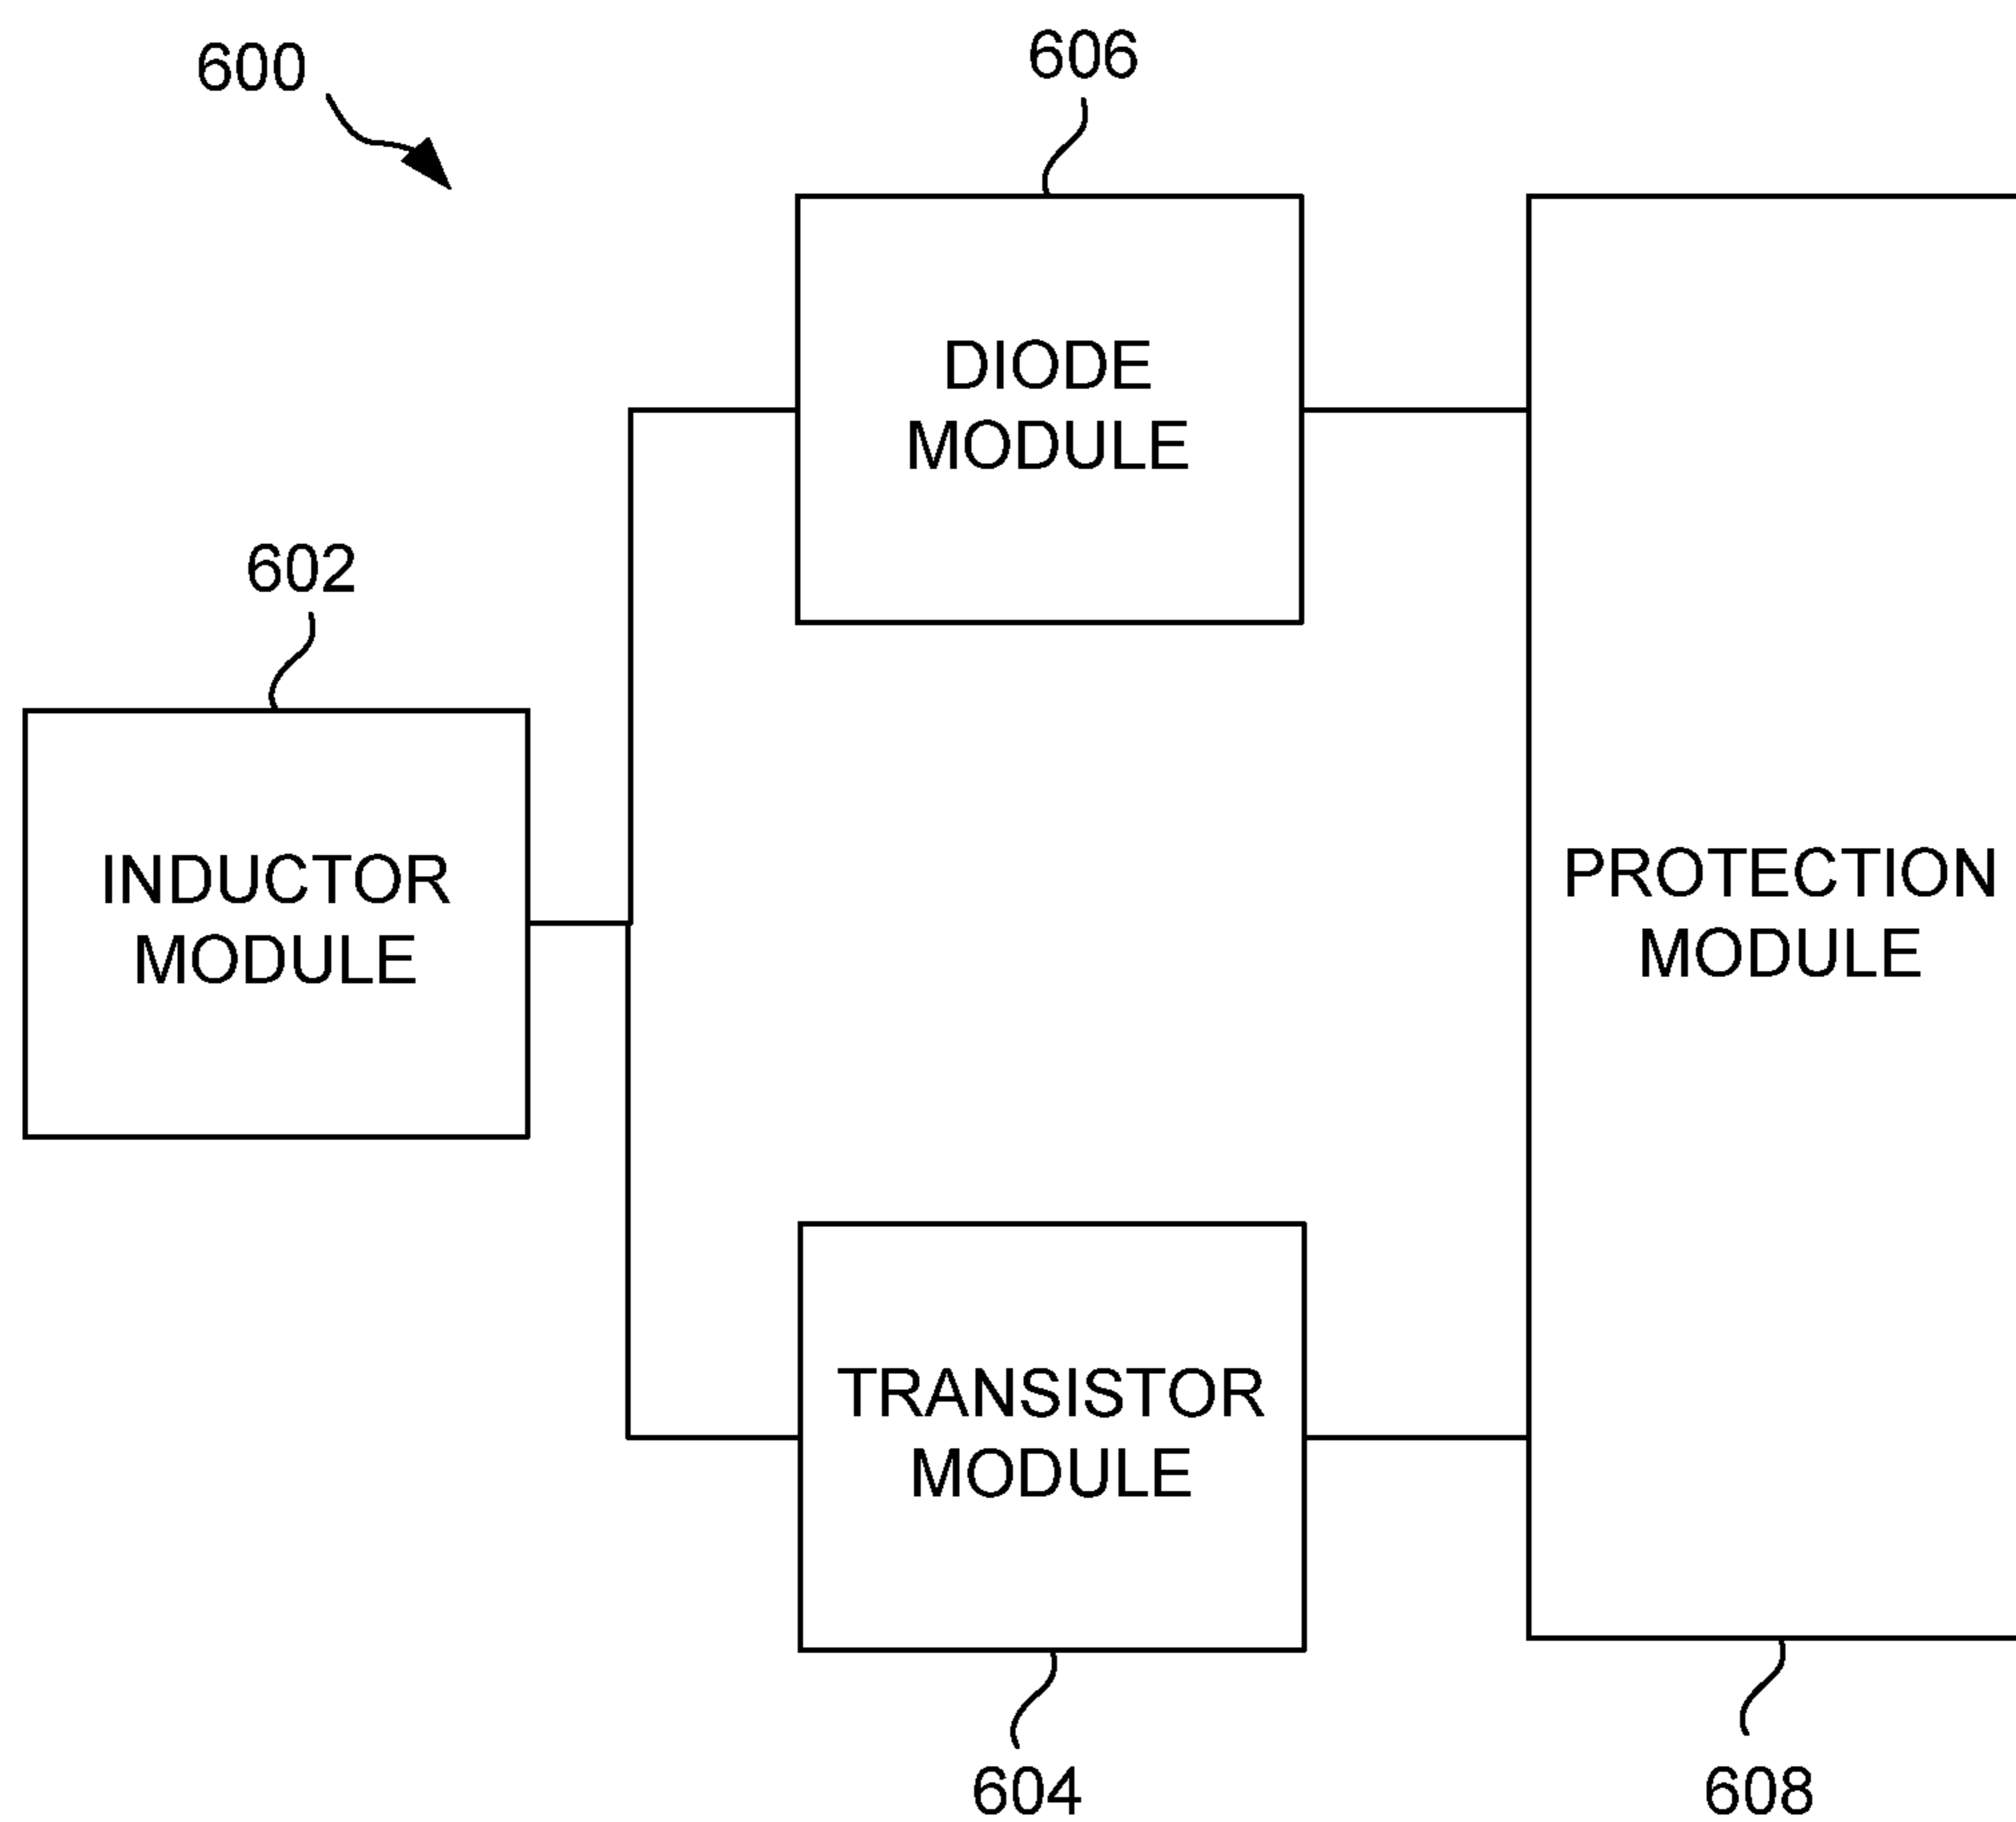 600
606
DIODE
MODULE
602
INDUCTOR
MODULE
PROTECTION
MODULE
TRANSISTOR
MODULE
604
608